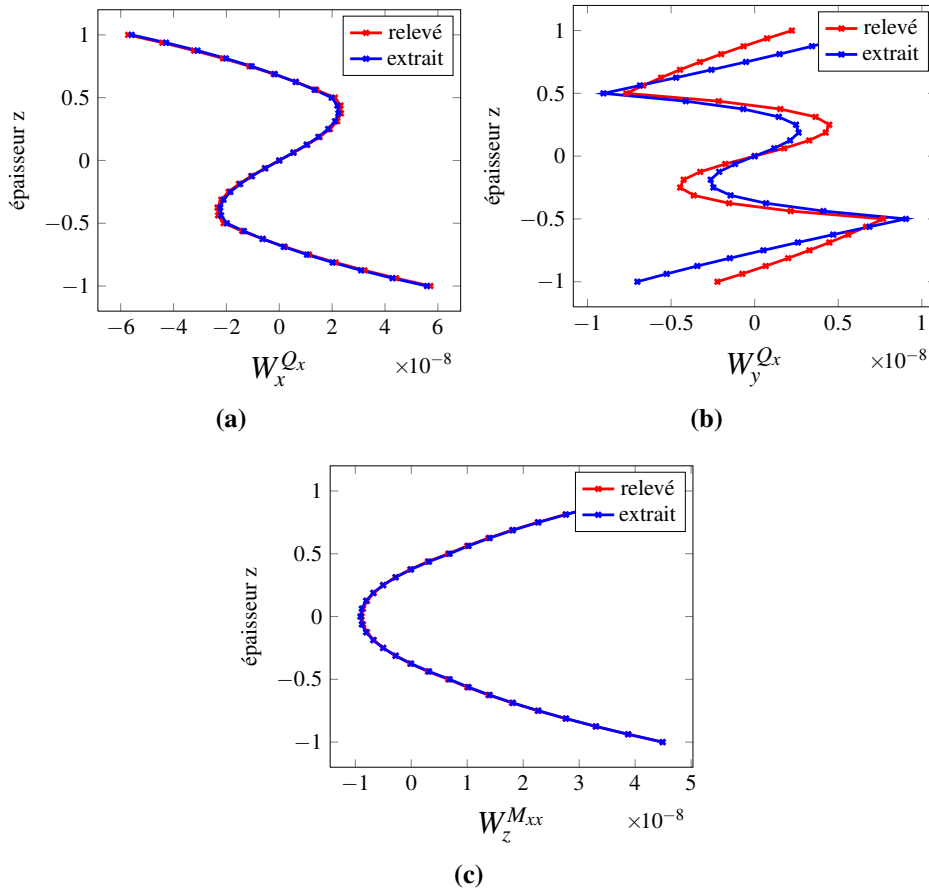 1
0.5
0
−0.5
−1
épaisseur z
−6 −4 −2 0 2 4 6
W_x^{Q_x}
×10−8
relevé
extrait
(a)
1
0.5
0
−0.5
−1
épaisseur z
−1 −0.5 0 0.5 1
W_y^{Q_x}
×10−8
relevé
extrait
(b)
1
0.5
0
−0.5
−1
épaisseur z
−1 0 1 2 3 4 5
W_z^{M_{xx}}
×10−8
relevé
extrait
(c)